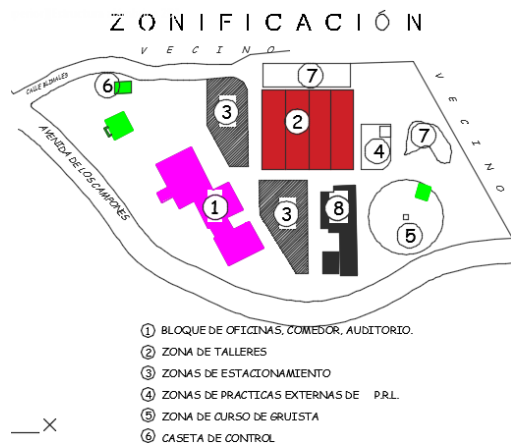 ZONIFICACIÓN
VECINO
CALLE BLIMALES
6
7
3
2
VECINO
4
7
AVENIDA DE LOS CAMPONES
1
3
8
5
1 BLOQUE DE OFICINAS, COMEDOR, AUDITORIO.
2 ZONA DE TALLERES
3 ZONAS DE ESTACIONAMIENTO
4 ZONAS DE PRACTICAS EXTERNAS DE P.R.L.
5 ZONA DE CURSO DE GRUISTA
6 CASETA DE CONTROL